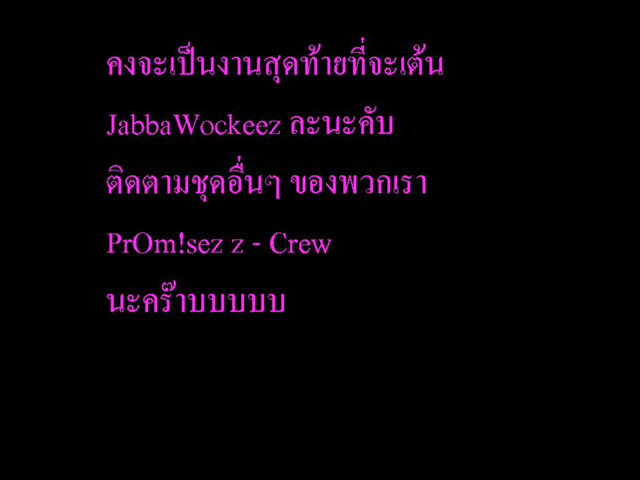 คงจะเป็นงานสุดท้ายที่จะเต้น
JabbaWockeez ละนะคับ
ติดตามชุดอื่นๆ ของพวกเรา
PrOm!sez z - Crew
นะคร๊าบบบบบ